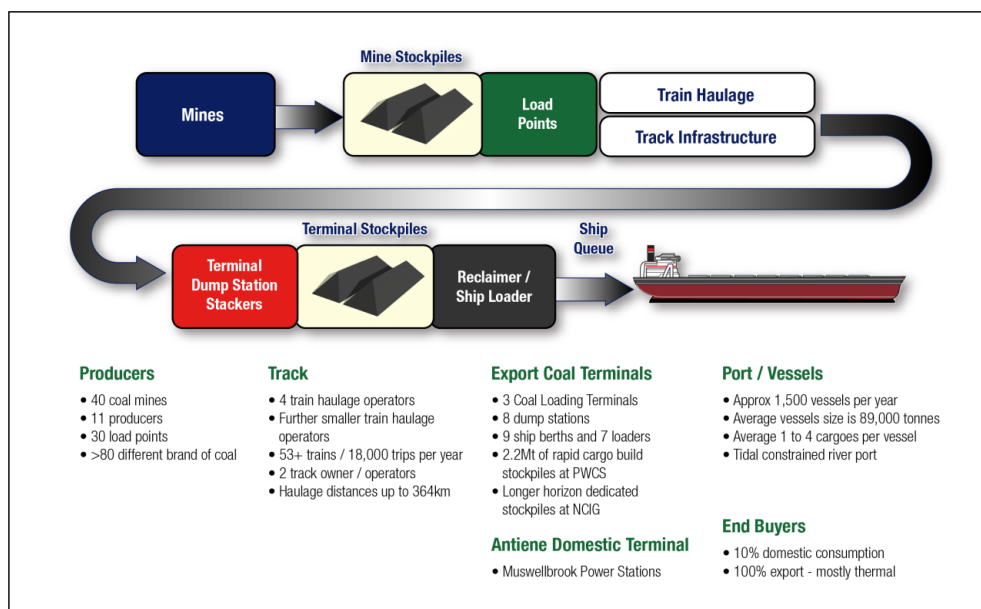 Mine Stockpiles
Mines
Load
Points
Train Haulage
Track Infrastructure
Terminal Stockpiles
Ship
Queue
Terminal
Dump Station
Stackers
Reclaimer /
Ship Loader
Producers
• 40 coal mines
• 11 producers
• 30 load points
• >80 different brand of coal
Track
• 4 train haulage operators
• Further smaller train haulage
operators
• 53+ trains / 18,000 trips per year
• 2 track owner / operators
• Haulage distances up to 364km
Export Coal Terminals
• 3 Coal Loading Terminals
• 8 dump stations
• 9 ship berths and 7 loaders
• 2.2Mt of rapid cargo build
stockpiles at PWCS
• Longer horizon dedicated
stockpiles at NCIG
Antiene Domestic Terminal
• Muswellbrook Power Stations
Port / Vessels
• Approx 1,500 vessels per year
• Average vessels size is 89,000 tonnes
• Average 1 to 4 cargoes per vessel
• Tidal constrained river port
End Buyers
• 10% domestic consumption
• 100% export - mostly thermal